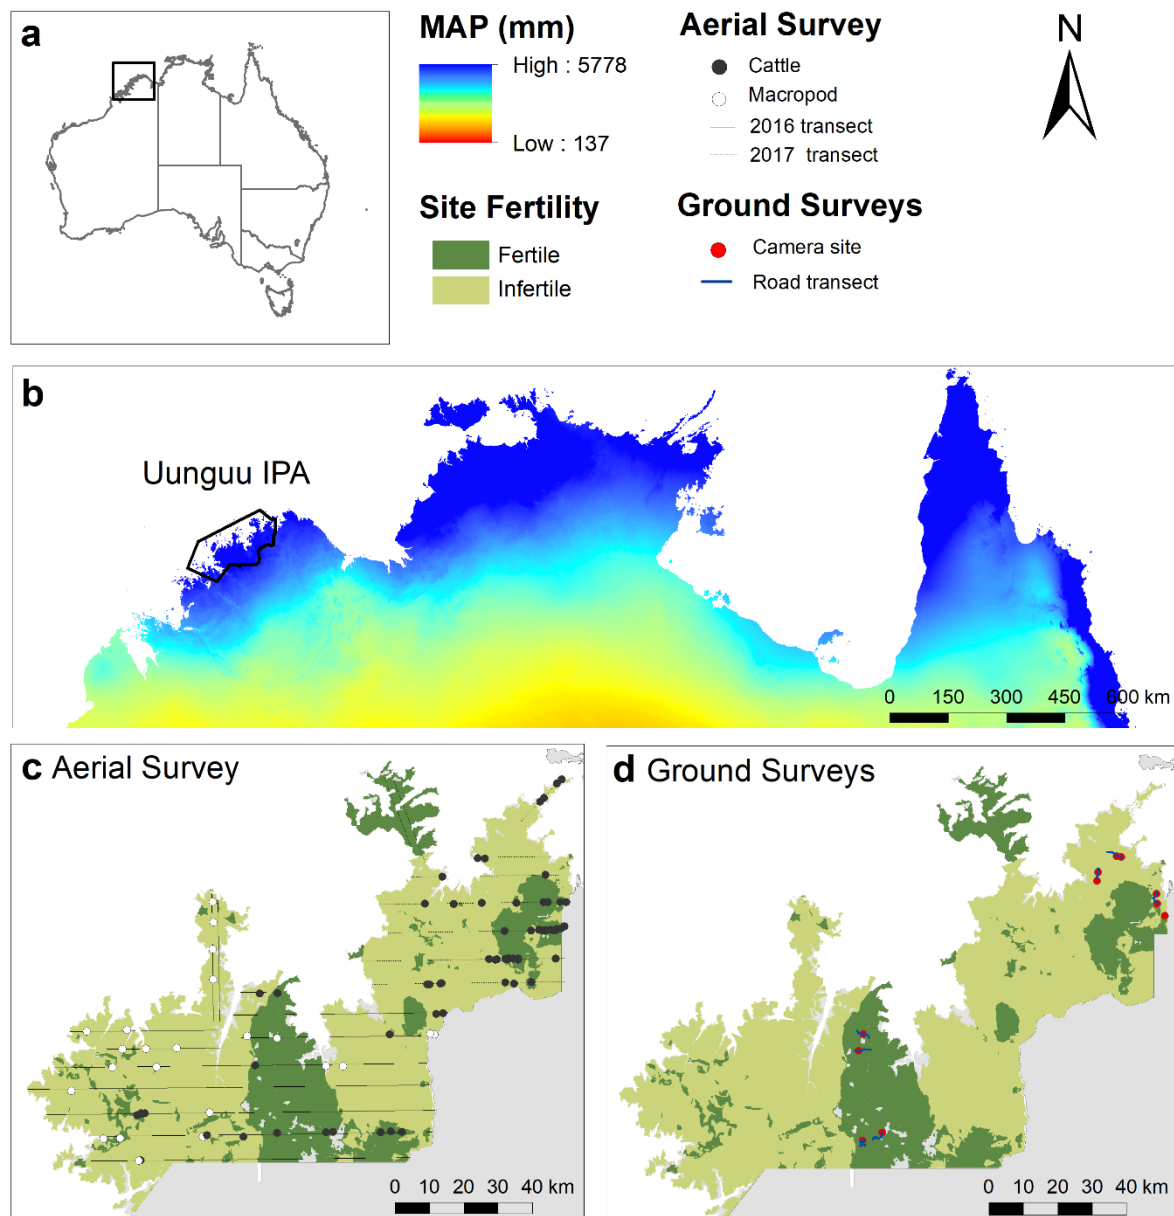 a
MAP (mm)
High : 5778
Low : 137
Site Fertility
Fertile
Infertile
Aerial Survey
Cattle
Macropod
2016 transect
2017 transect
Ground Surveys
Camera site
Road transect
N
b
Uunguu IPA
0 150 300 450 600 km
c Aerial Survey
0 10 20 30 40 km
d Ground Surveys
0 10 20 30 40 km